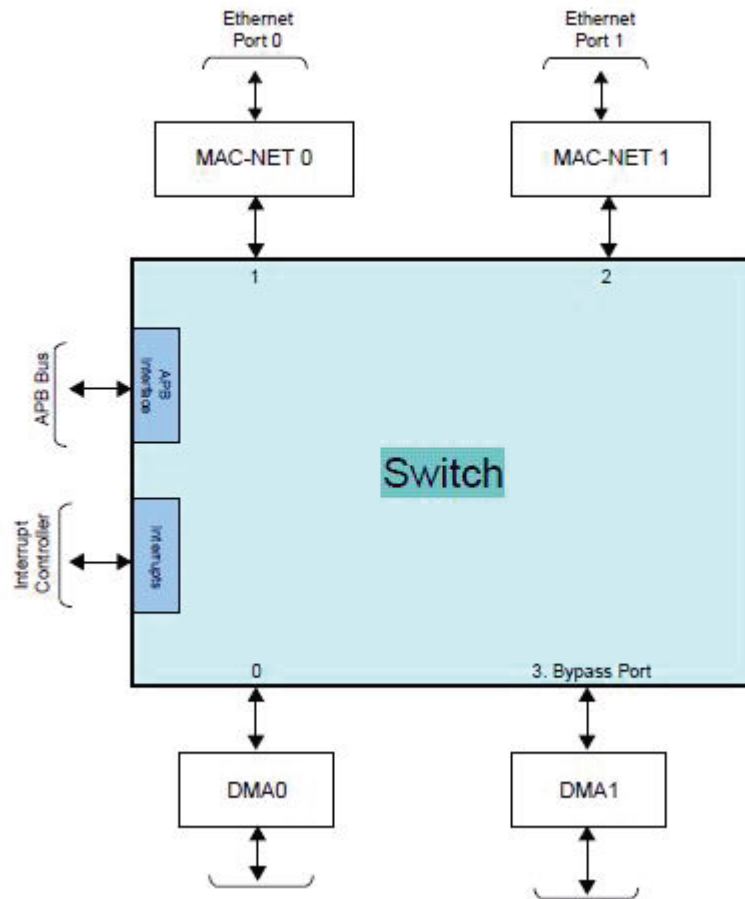 Ethernet
Port 0
Ethernet
Port 1
MAC-NET 0
MAC-NET 1
1
2
APB Bus
APB
Interface
Switch
Interrupt
Controller
Interrupts
0
3. Bypass Port
DMA0
DMA1